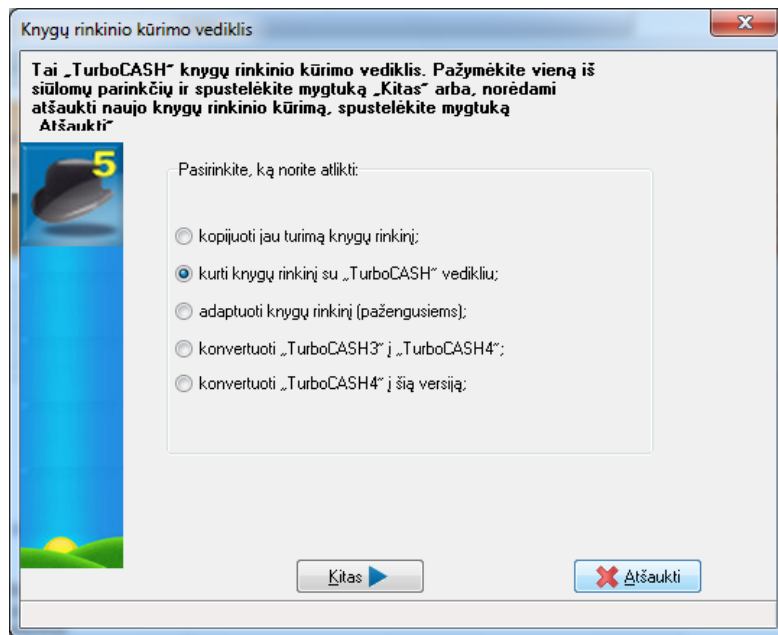 Knygų rinkinio kūrimo vediklis
Tai „TurboCASH“ knygų rinkinio kūrimo vediklis. Pažymėkite vieną iš
siūlomų parinkčių ir spustelėkite mygtuką „Kitas“ arba, norėdami
atšaukti naujo knygų rinkinio kūrimą, spustelėkite mygtuką
„Atšaukti“
5
Pasirinkite, ką norite atlikti:
kopijuoti jau turimą knygų rinkinį;
kurti knygų rinkinį su „TurboCASH“ vedikliu;
adaptuoti knygų rinkinį (pažengusiems);
konvertuoti „TurboCASH3“ į „TurboCASH4“;
konvertuoti „TurboCASH4“ į šią versiją;
Kitas
Atšaukti